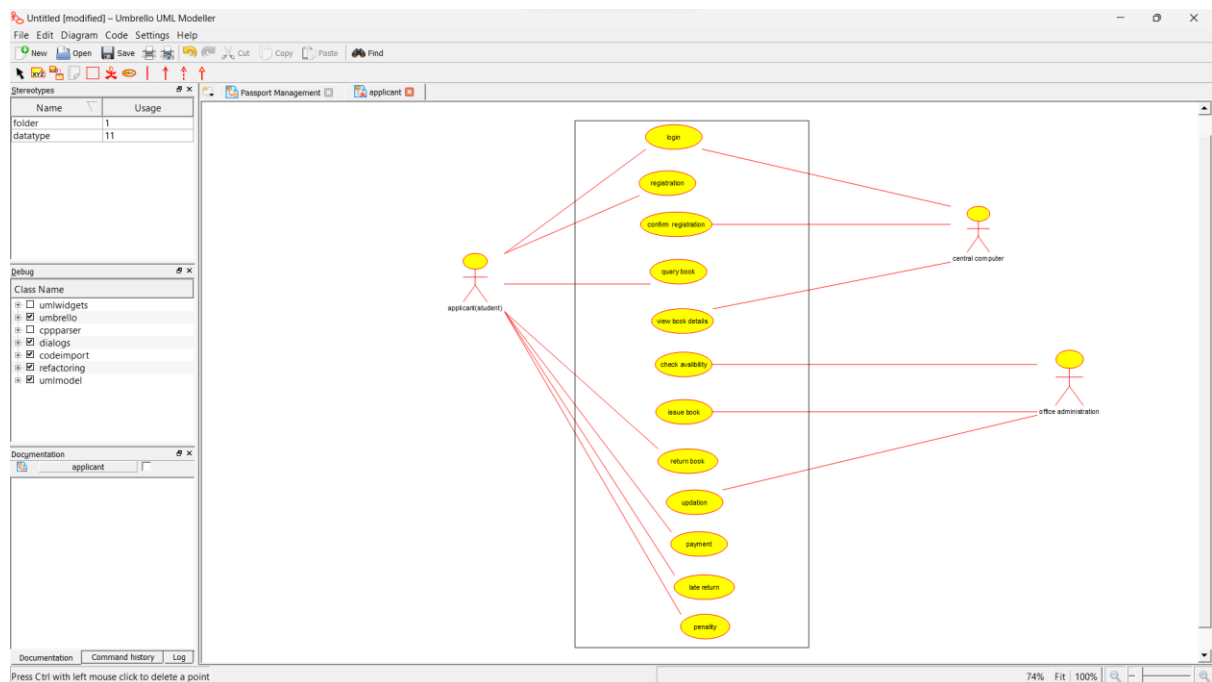 Untitled [modified] – Umbrello UML Modeller
File Edit Diagram Code Settings Help
New Open Save Cut Copy Paste Find
Stereotypes
Name Usage
folder 1
datatype 11
Debug
Class Name
umlwidgets
umbrello
cppparser
dialogs
codeimport
refactoring
umlmodel
Documentation
applicant
Documentation Command history Log
Press Ctrl with left mouse click to delete a point
Passport Management applicant
login
registration
confirm registration
query book
view book details
check avalibility
issue book
return book
updation
payment
late return
penality
applicant(student)
central computer
office administration
74% Fit 100%